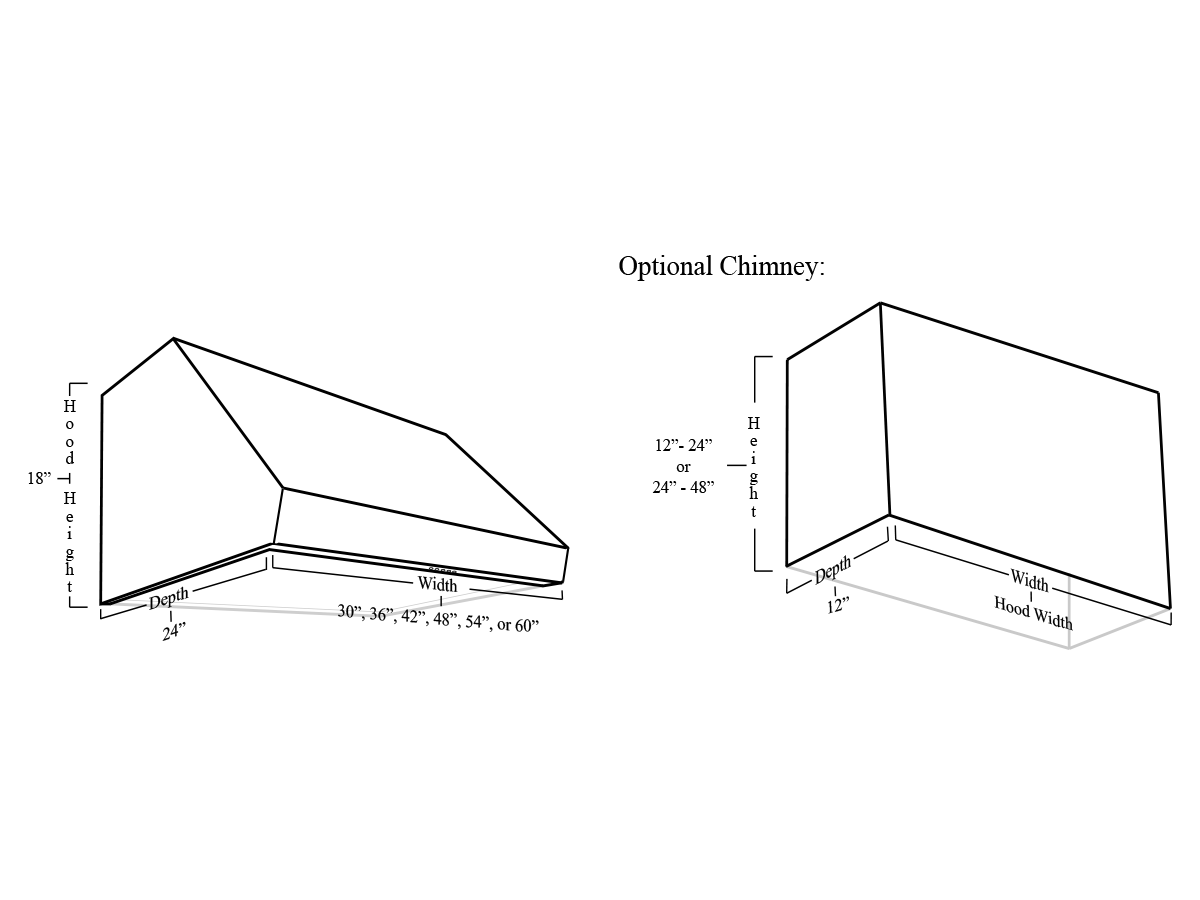 Hood Height
18”
Depth
24”
Width
30”, 36”, 42”, 48”, 54”, or 60”
Optional Chimney:
Height
12”- 24”
or
24” - 48”
Depth
12”
Width
Hood Width